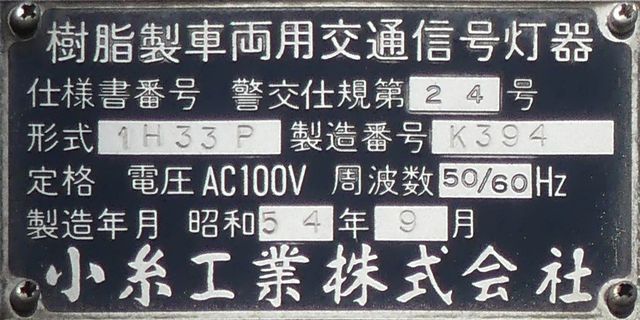 樹脂製車両用交通信号灯器
仕様書番号 警交仕規第24号
形式 1H33P 製造番号 K394
定格 電圧 AC100V 周波数 50/60Hz
製造年月 昭和54年9月
小糸工業株式会社